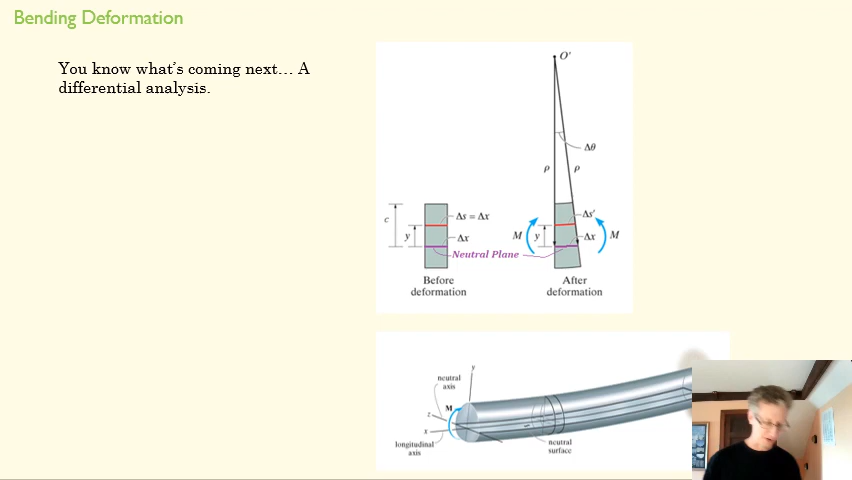 Bending Deformation
You know what's coming next... A
differential analysis.
O'
Δθ
ρ
ρ
c
y
Δs = Δx
Δx
Neutral Plane
M
y
Δs'
Δx
M
Before
deformation
After
deformation
y
neutral
axis
M
z
x
longitudinal
axis
neutral
surface